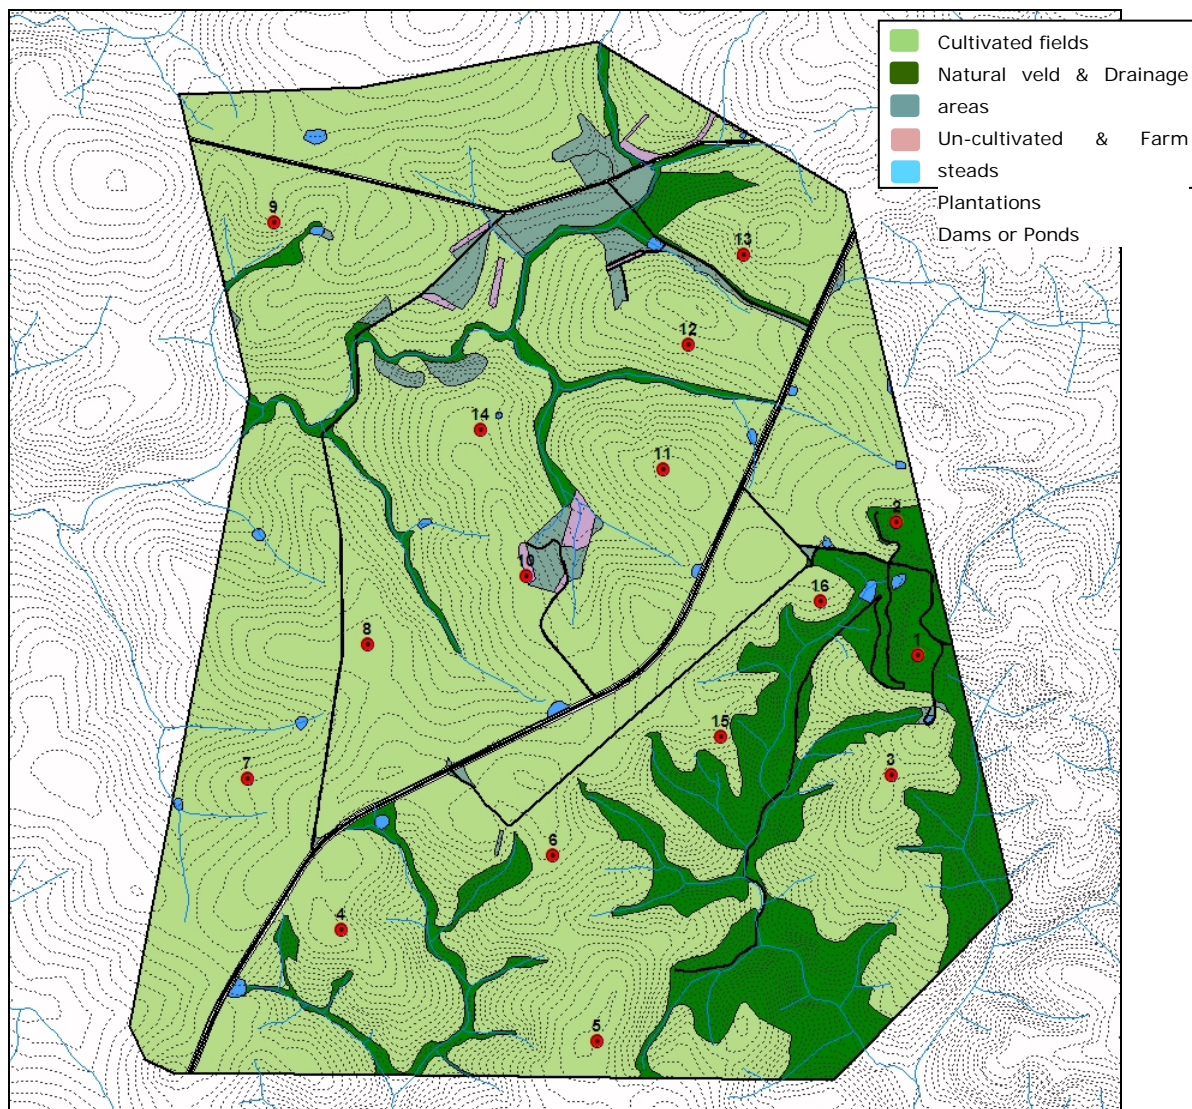 Cultivated fields
Natural veld & Drainage
areas
Un-cultivated & Farm
steads
Plantations
Dams or Ponds
9
13
12
14
11
2
10
16
8
1
15
7
3
6
4
5